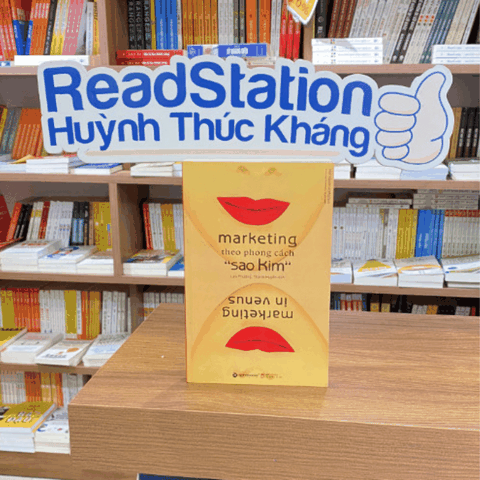 ReadStation
Huỳnh Thúc Kháng
marketing
theo phong cách
"sao Kim"
marketing
in venus